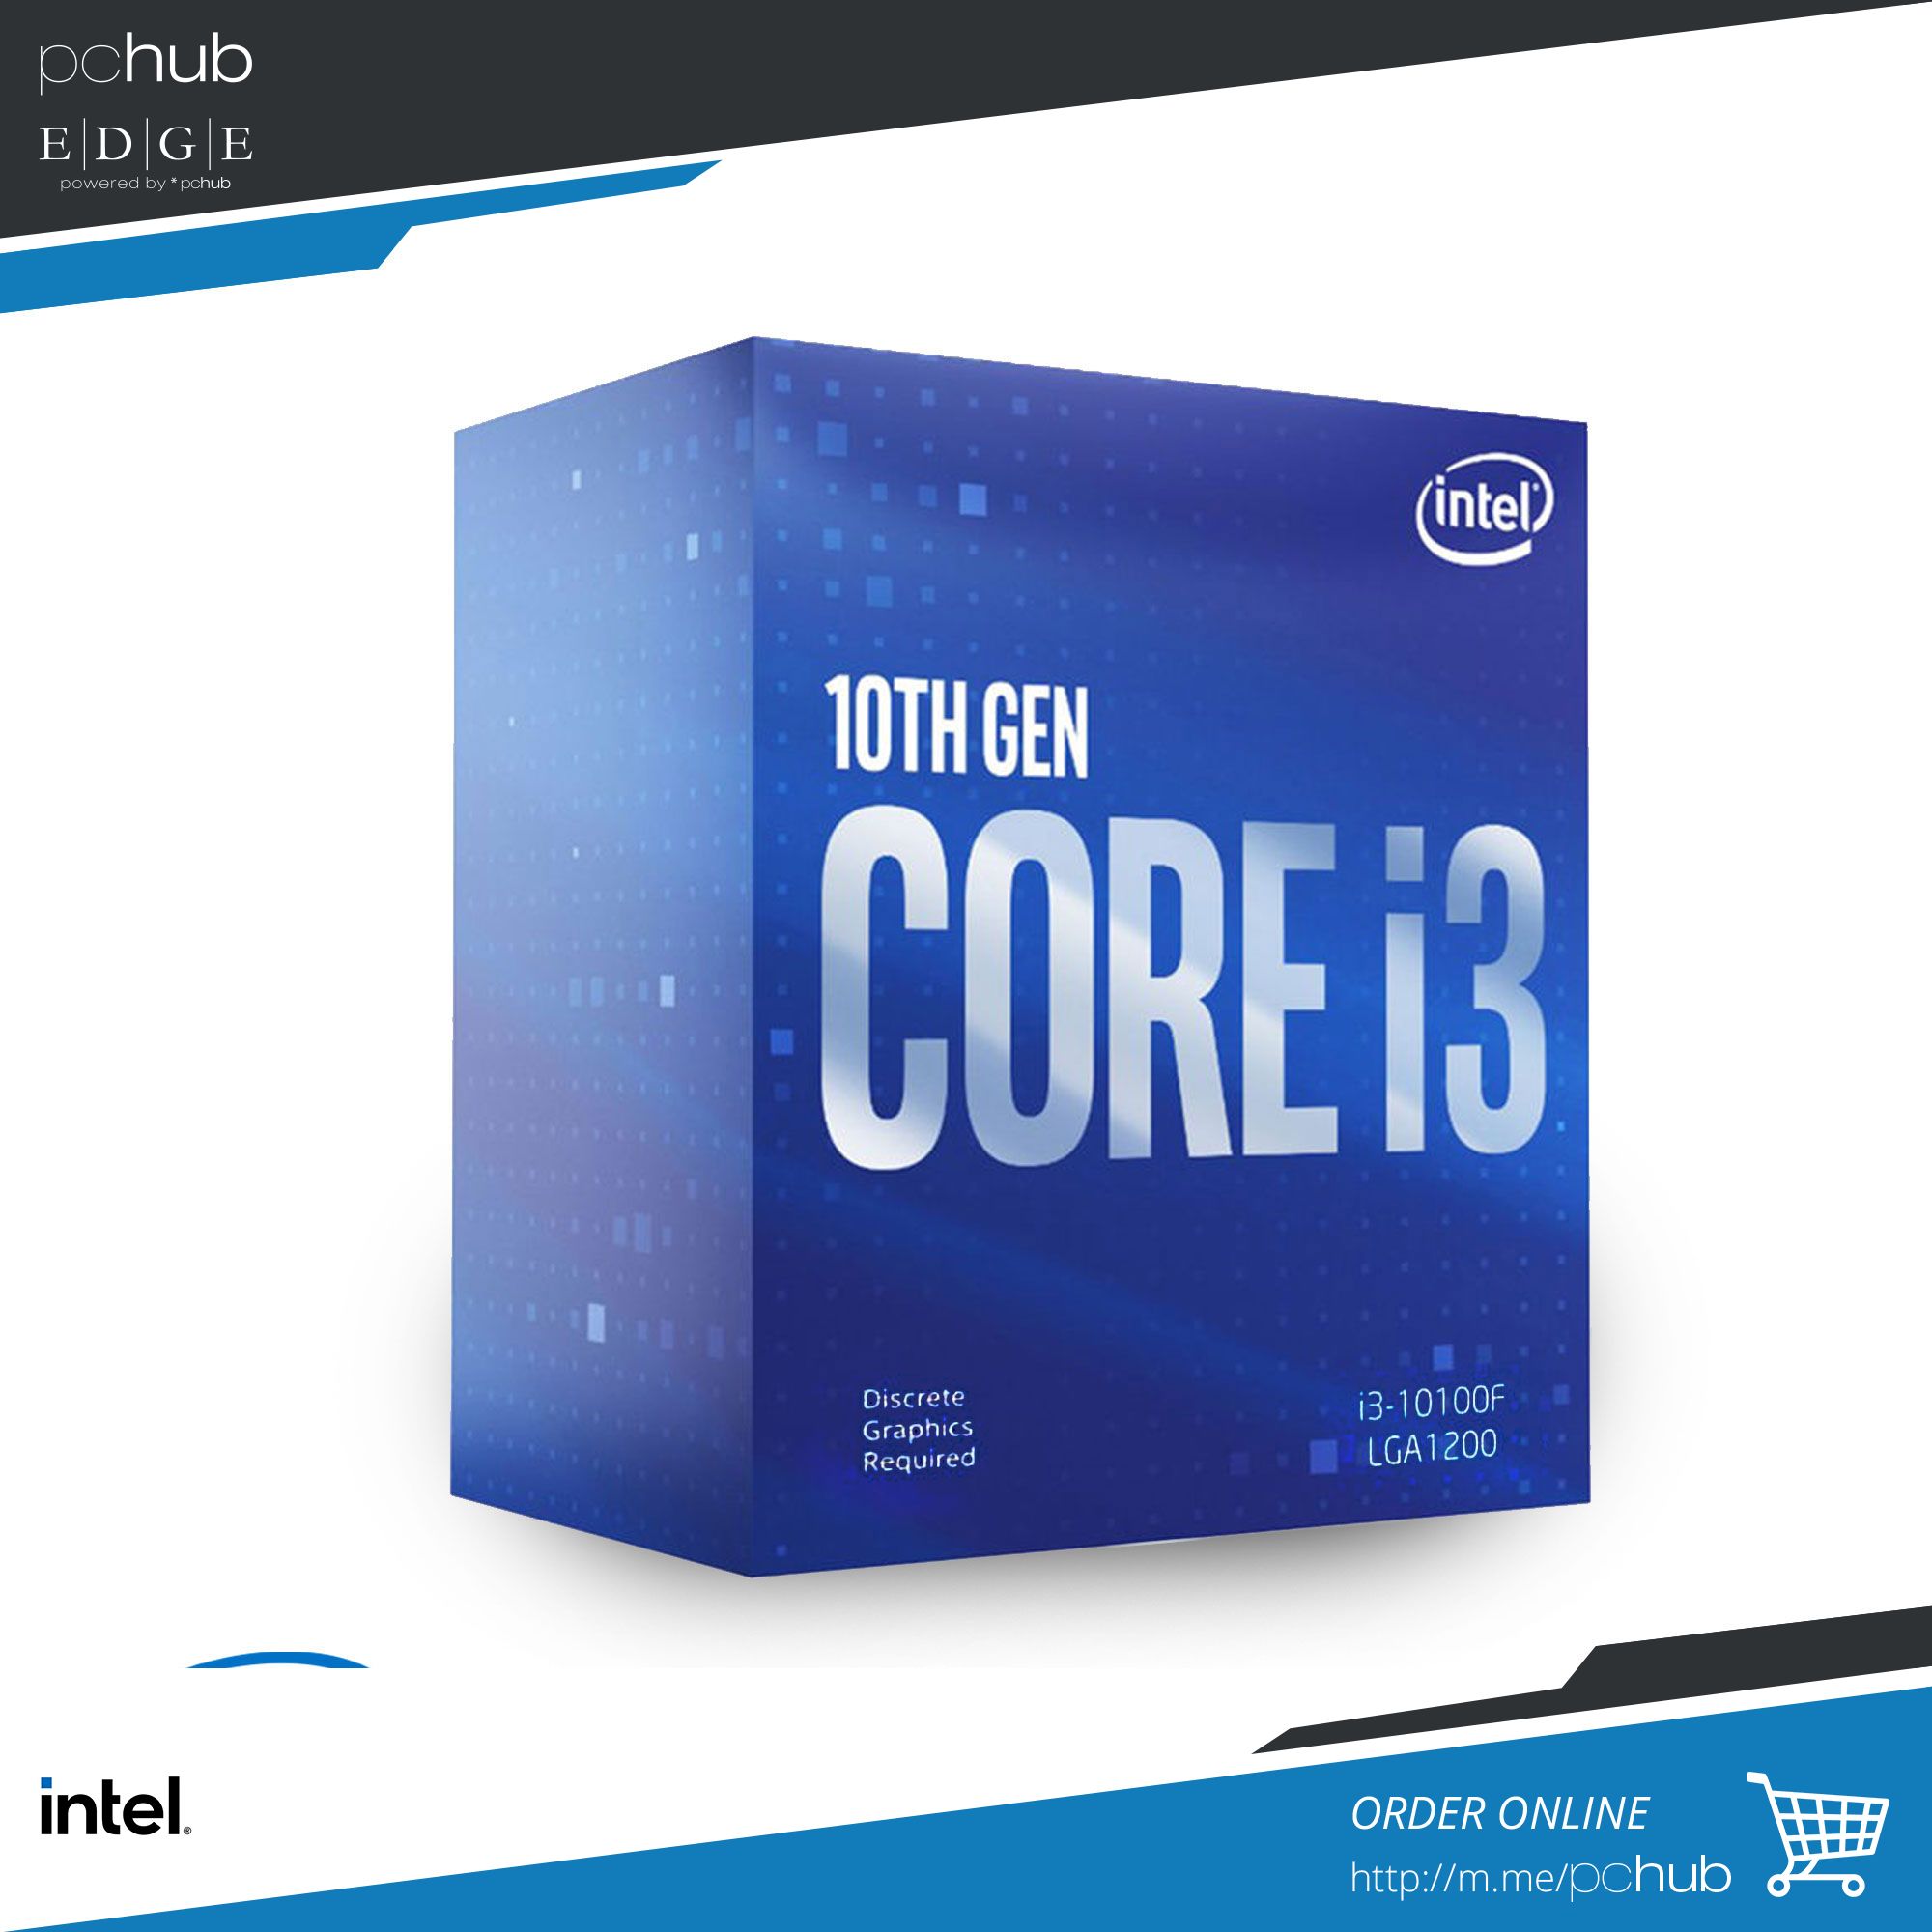 pchub
E|D|G|E
powered by *pchub
intel®
10TH GEN
CORE i3
Discrete
Graphics
Required
i3-10100F
LGA1200
intel®
ORDER ONLINE
http://m.me/pchub